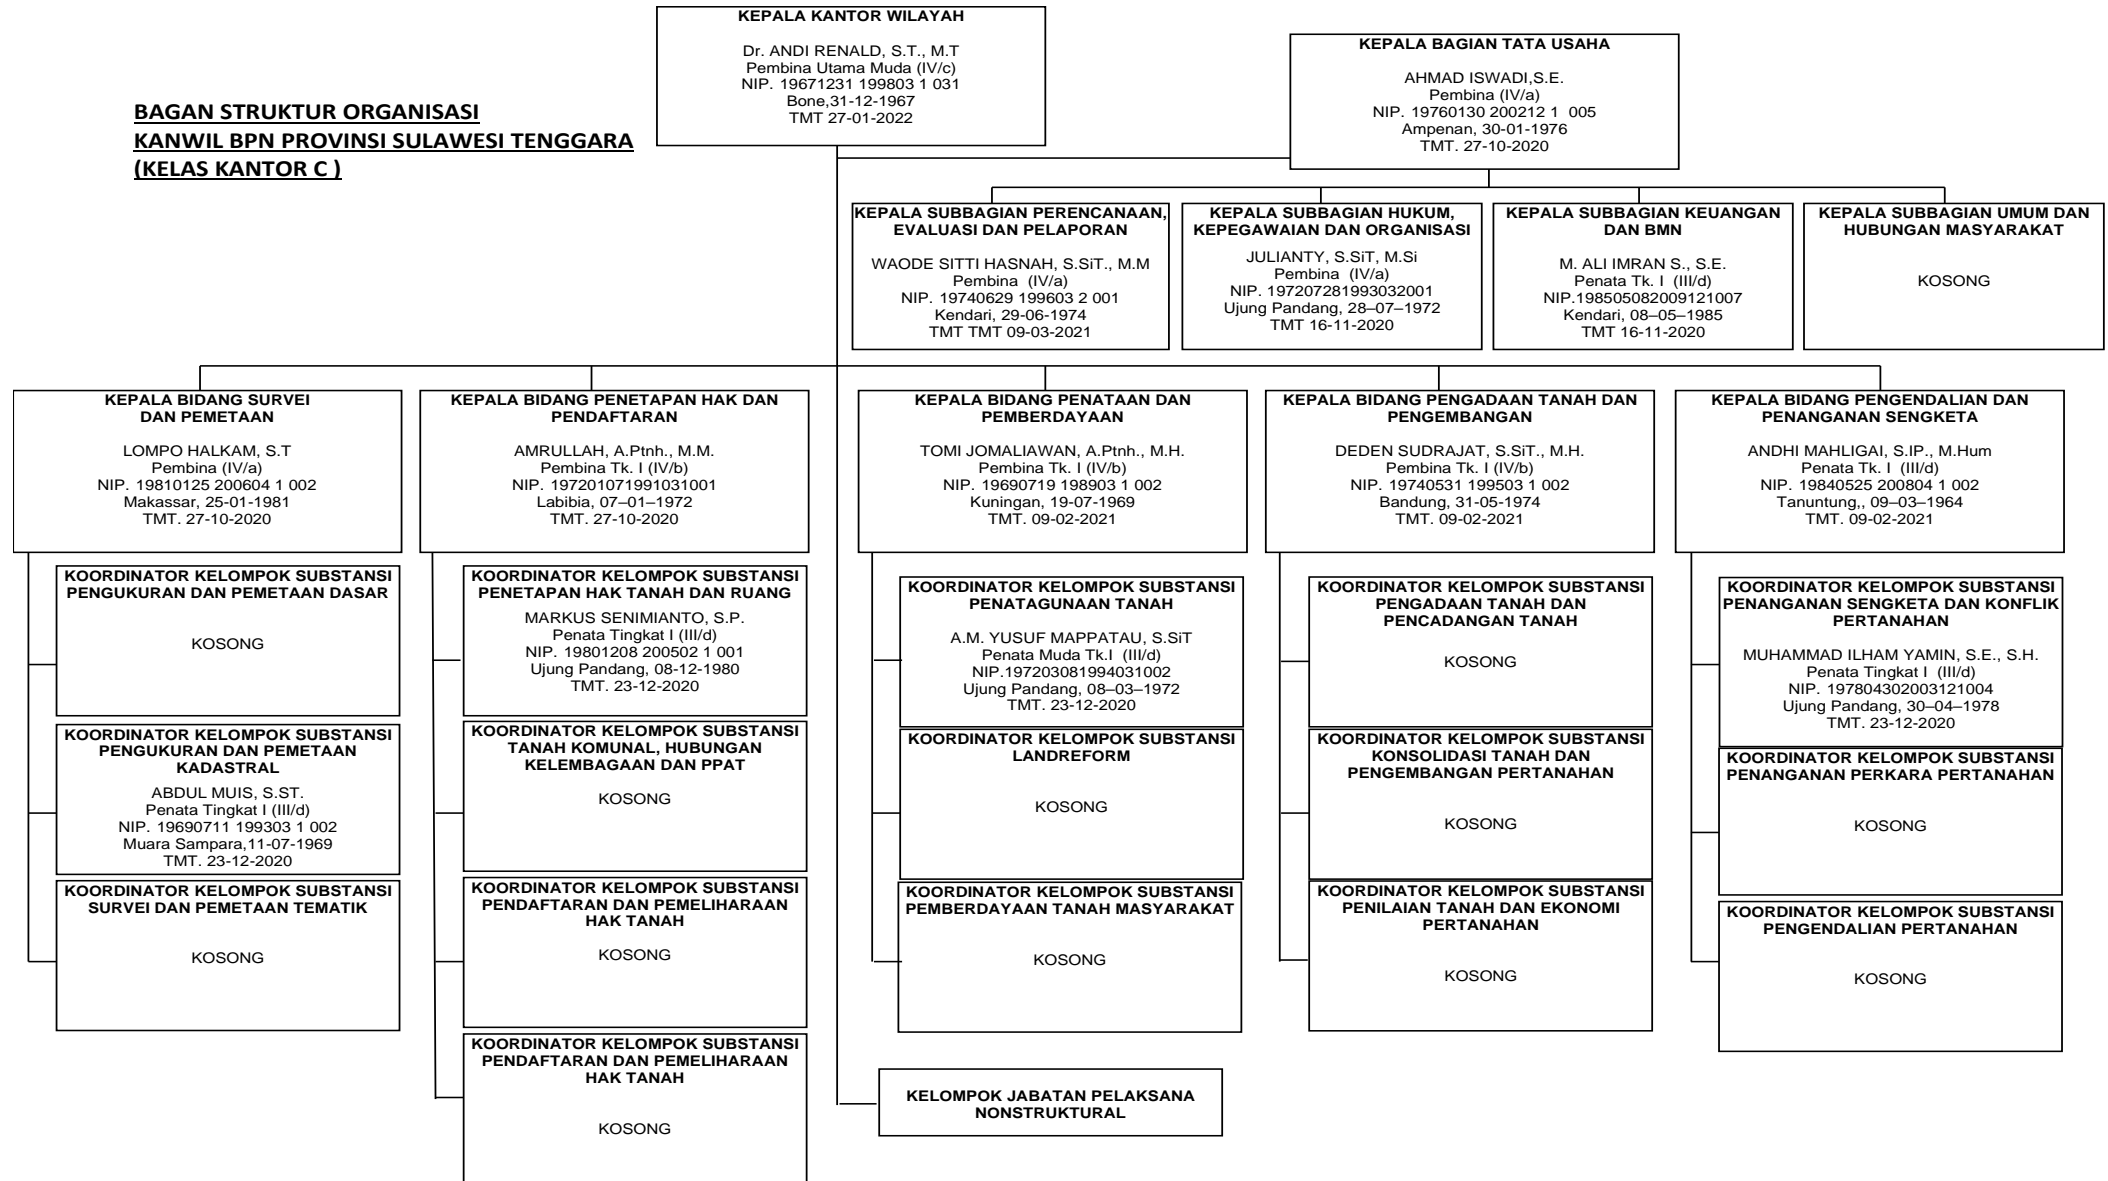 KEPALA KANTOR WILAYAH
Dr. ANDI RENALD, S.T., M.T
Pembina Utama Muda (IV/c)
NIP. 19671231 199803 1 031
Bone,31-12-1967
TMT 27-01-2022
KEPALA BAGIAN TATA USAHA
AHMAD ISWADI,S.E.
Pembina (IV/a)
NIP. 19760130 200212 1  005
Ampenan, 30-01-1976
TMT. 27-10-2020
BAGAN STRUKTUR ORGANISASI
KANWIL BPN PROVINSI SULAWESI TENGGARA
(KELAS KANTOR C )
KEPALA SUBBAGIAN PERENCANAAN,
EVALUASI DAN PELAPORAN
WAODE SITTI HASNAH, S.SiT., M.M
Pembina  (IV/a)
NIP. 19740629 199603 2 001
Kendari, 29-06-1974
TMT TMT 09-03-2021
KEPALA SUBBAGIAN HUKUM,
KEPEGAWAIAN DAN ORGANISASI
JULIANTY, S.SiT, M.Si
Pembina  (IV/a)
NIP. 197207281993032001
Ujung Pandang, 28–07–1972
TMT 16-11-2020
KEPALA SUBBAGIAN KEUANGAN
DAN BMN
M. ALI IMRAN S., S.E.
Penata Tk. I  (III/d)
NIP.198505082009121007
Kendari, 08–05–1985
TMT 16-11-2020
KEPALA SUBBAGIAN UMUM DAN
HUBUNGAN MASYARAKAT
KOSONG
KEPALA BIDANG SURVEI
DAN PEMETAAN
LOMPO HALKAM, S.T
Pembina (IV/a)
NIP. 19810125 200604 1 002
Makassar, 25-01-1981
TMT. 27-10-2020
KEPALA BIDANG PENETAPAN HAK DAN
PENDAFTARAN
AMRULLAH, A.Ptnh., M.M.
Pembina Tk. I (IV/b)
NIP. 197201071991031001
Labibia, 07–01–1972
TMT. 27-10-2020
KEPALA BIDANG PENATAAN DAN
PEMBERDAYAAN
TOMI JOMALIAWAN, A.Ptnh., M.H.
Pembina Tk. I (IV/b)
NIP. 19690719 198903 1 002
Kuningan, 19-07-1969
TMT. 09-02-2021
KEPALA BIDANG PENGADAAN TANAH DAN
PENGEMBANGAN
DEDEN SUDRAJAT, S.SiT., M.H.
Pembina Tk. I (IV/b)
NIP. 19740531 199503 1 002
Bandung, 31-05-1974
TMT. 09-02-2021
KEPALA BIDANG PENGENDALIAN DAN
PENANGANAN SENGKETA
ANDHI MAHLIGAI, S.IP., M.Hum
Penata Tk. I  (III/d)
NIP. 19840525 200804 1 002
Tanuntung,, 09–03–1964
TMT. 09-02-2021
KOORDINATOR KELOMPOK SUBSTANSI
PENGUKURAN DAN PEMETAAN DASAR
KOSONG
KOORDINATOR KELOMPOK SUBSTANSI
PENGUKURAN DAN PEMETAAN
KADASTRAL
ABDUL MUIS, S.ST.
Penata Tingkat I (III/d)
NIP. 19690711 199303 1 002
Muara Sampara,11-07-1969
TMT. 23-12-2020
KOORDINATOR KELOMPOK SUBSTANSI
SURVEI DAN PEMETAAN TEMATIK
KOSONG
KOORDINATOR KELOMPOK SUBSTANSI
PENETAPAN HAK TANAH DAN RUANG
MARKUS SENIMIANTO, S.P.
Penata Tingkat I (III/d)
NIP. 19801208 200502 1 001
Ujung Pandang, 08-12-1980
TMT. 23-12-2020
KOORDINATOR KELOMPOK SUBSTANSI
TANAH KOMUNAL, HUBUNGAN
KELEMBAGAAN DAN PPAT
KOSONG
KOORDINATOR KELOMPOK SUBSTANSI
PENDAFTARAN DAN PEMELIHARAAN
HAK TANAH
KOSONG
KOORDINATOR KELOMPOK SUBSTANSI
PENDAFTARAN DAN PEMELIHARAAN
HAK TANAH
KOSONG
KOORDINATOR KELOMPOK SUBSTANSI
PENATAGUNAAN TANAH
A.M. YUSUF MAPPATAU, S.SiT
Penata Muda Tk.I  (III/d)
NIP.197203081994031002
Ujung Pandang, 08–03–1972
TMT. 23-12-2020
KOORDINATOR KELOMPOK SUBSTANSI
LANDREFORM
KOSONG
KOORDINATOR KELOMPOK SUBSTANSI
PEMBERDAYAAN TANAH MASYARAKAT
KOSONG
KOORDINATOR KELOMPOK SUBSTANSI
PENGADAAN TANAH DAN
PENCADANGAN TANAH
KOSONG
KOORDINATOR KELOMPOK SUBSTANSI
KONSOLIDASI TANAH DAN
PENGEMBANGAN PERTANAHAN
KOSONG
KOORDINATOR KELOMPOK SUBSTANSI
PENILAIAN TANAH DAN EKONOMI
PERTANAHAN
KOSONG
KOORDINATOR KELOMPOK SUBSTANSI
PENANGANAN SENGKETA DAN KONFLIK
PERTANAHAN
MUHAMMAD ILHAM YAMIN, S.E., S.H.
Penata Tingkat I  (III/d)
NIP. 197804302003121004
Ujung Pandang, 30–04–1978
TMT. 23-12-2020
KOORDINATOR KELOMPOK SUBSTANSI
PENANGANAN PERKARA PERTANAHAN
KOSONG
KOORDINATOR KELOMPOK SUBSTANSI
PENGENDALIAN PERTANAHAN
KOSONG
KELOMPOK JABATAN PELAKSANA
NONSTRUKTURAL